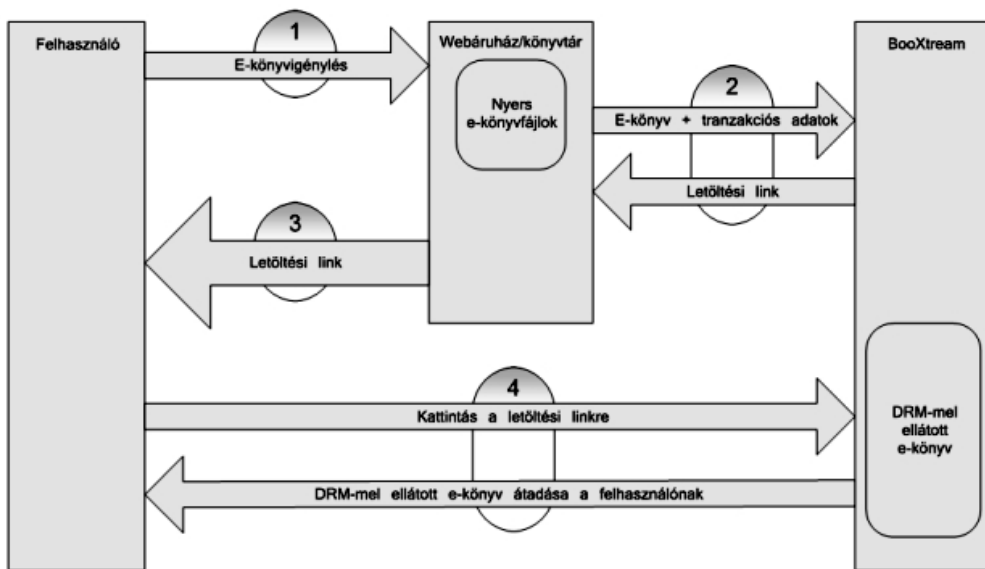 Felhasználó
1
E-könyvigénylés
Webáruház/könyvtár
Nyers
e-könyvfájlok
BooXtream
2
E-könyv + tranzakciós adatok
Letöltési link
3
Letöltési link
4
Kattintás a letöltési linkre
DRM-mel
ellátott
e-könyv
DRM-mel ellátott e-könyv átadása a felhasználónak